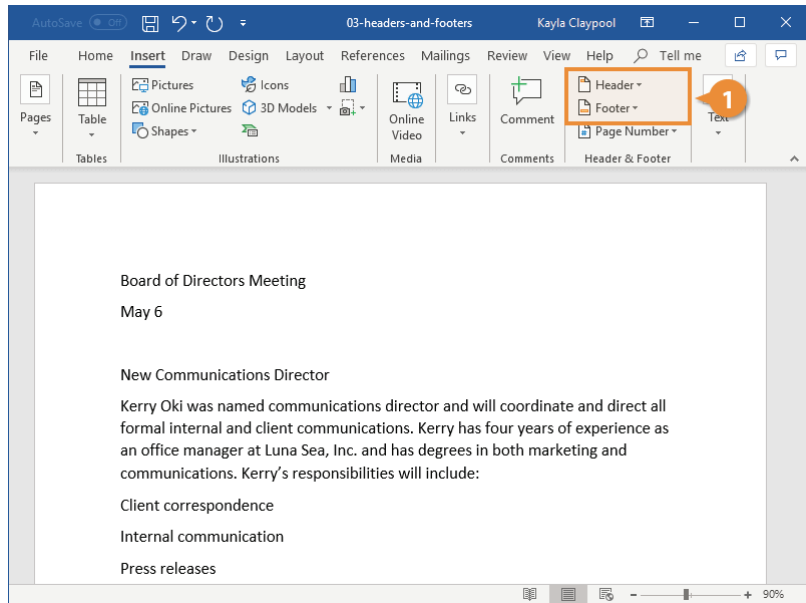 AutoSave Off 03-headers-and-footers Kayla Claypool
File Home Insert Draw Design Layout References Mailings Review View Help Tell me
Pages
Table
Tables
Pictures
Online Pictures
Shapes
Icons
3D Models
Illustrations
Online
Video
Media
Links
Comment
Comments
Header
Footer
Page Number
Header & Footer
1
Text
Board of Directors Meeting
May 6
New Communications Director
Kerry Oki was named communications director and will coordinate and direct all
formal internal and client communications. Kerry has four years of experience as
an office manager at Luna Sea, Inc. and has degrees in both marketing and
communications. Kerry’s responsibilities will include:
Client correspondence
Internal communication
Press releases
90%